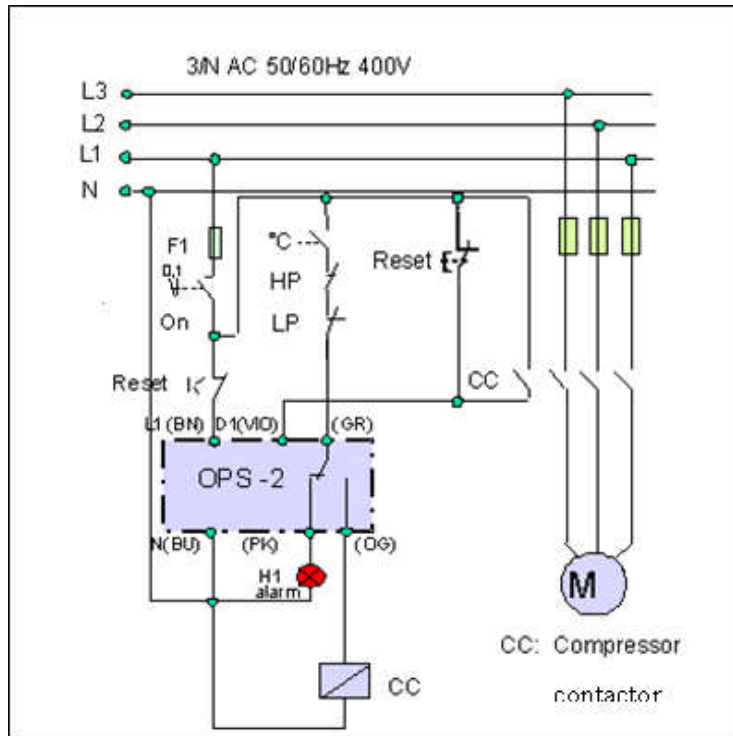 3/N AC 50/60Hz 400V
L3
L2
L1
N
F1
0,1
On
°C
HP
LP
Reset
CC
Reset
L1(BN) D1(VIO) (GR)
OPS -2
N(BU) (PK) (OG)
H1
alarm
CC
M
CC: Compressor
contactor